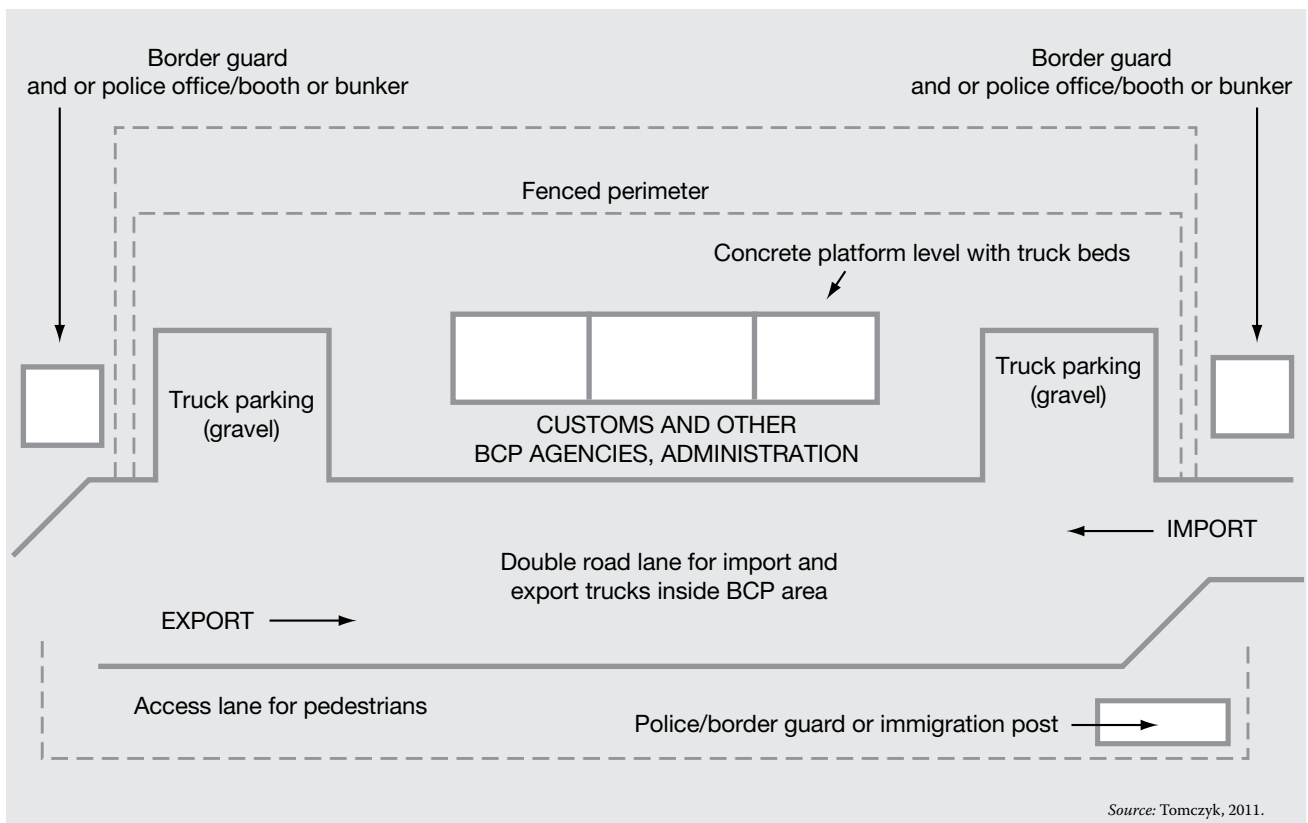 Border guard
and or police office/booth or bunker
Border guard
and or police office/booth or bunker
Fenced perimeter
Concrete platform level with truck beds
Truck parking
(gravel)
CUSTOMS AND OTHER
BCP AGENCIES, ADMINISTRATION
Truck parking
(gravel)
IMPORT
Double road lane for import and
export trucks inside BCP area
EXPORT
Access lane for pedestrians
Police/border guard or immigration post
Source: Tomczyk, 2011.